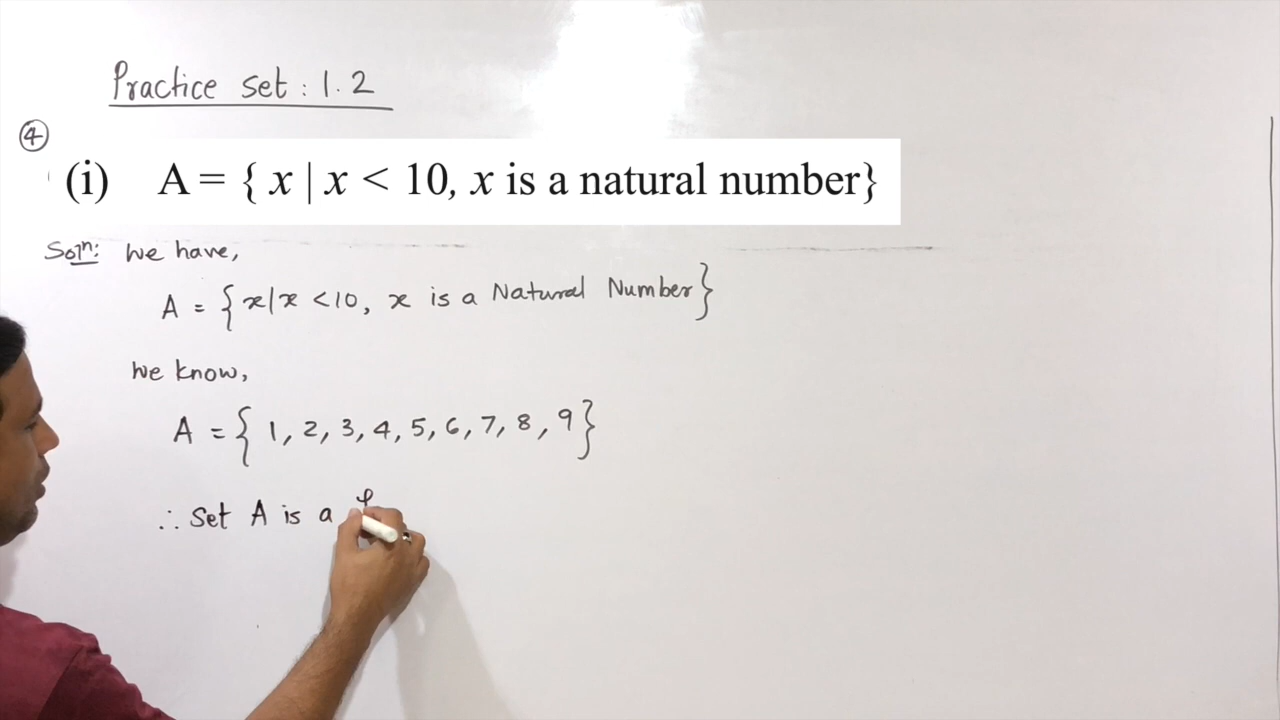 Practice set : 1.2
④
(i) A = { x | x < 10, x is a natural number}
Solⁿ: We have,
A = { x/x < 10, x is a Natural Number}
We know,
A = { 1, 2, 3, 4, 5, 6, 7, 8, 9}
∴ Set A is a